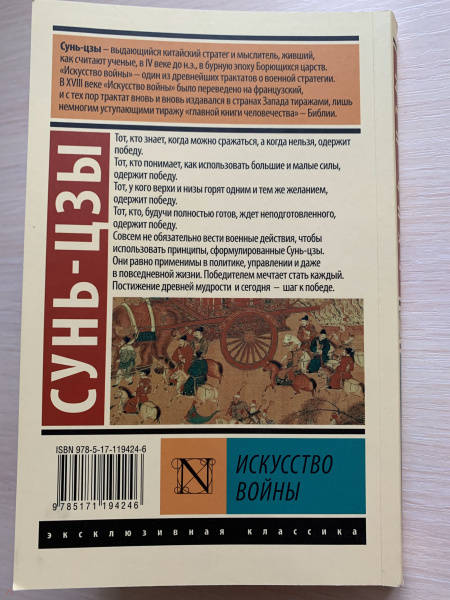 Сунь-цзы – выдающийся китайский стратег и мыслитель, живший,
как считают ученые, в IV веке до н.э., в бурную эпоху Борющихся царств.
«Искусство войны» – один из древнейших трактатов о военной стратегии.
В XVIII веке «Искусство войны» было переведено на французский,
и с тех пор трактат вновь и вновь издавался в странах Запада тиражами, лишь
немногим уступающими тиражу «главной книги человечества» – Библии.
СУНЬ-ЦЗЫ
Тот, кто знает, когда можно сражаться, а когда нельзя, одержит
победу.
Тот, кто понимает, как использовать большие и малые силы,
одержит победу.
Тот, у кого верхи и низы горят одним и тем же желанием,
одержит победу.
Тот, кто, будучи полностью готов, ждет неподготовленного,
одержит победу.
Совсем не обязательно вести военные действия, чтобы
использовать принципы, сформулированные Сунь-цзы.
Они равно применимы в политике, управлении и даже
в повседневной жизни. Победителем мечтает стать каждый.
Постижение древней мудрости и сегодня – шаг к победе.
ISBN 978-5-17-119424-6
9 785171 194246
N
ИСКУССТВО
ВОЙНЫ
эксклюзивная классика